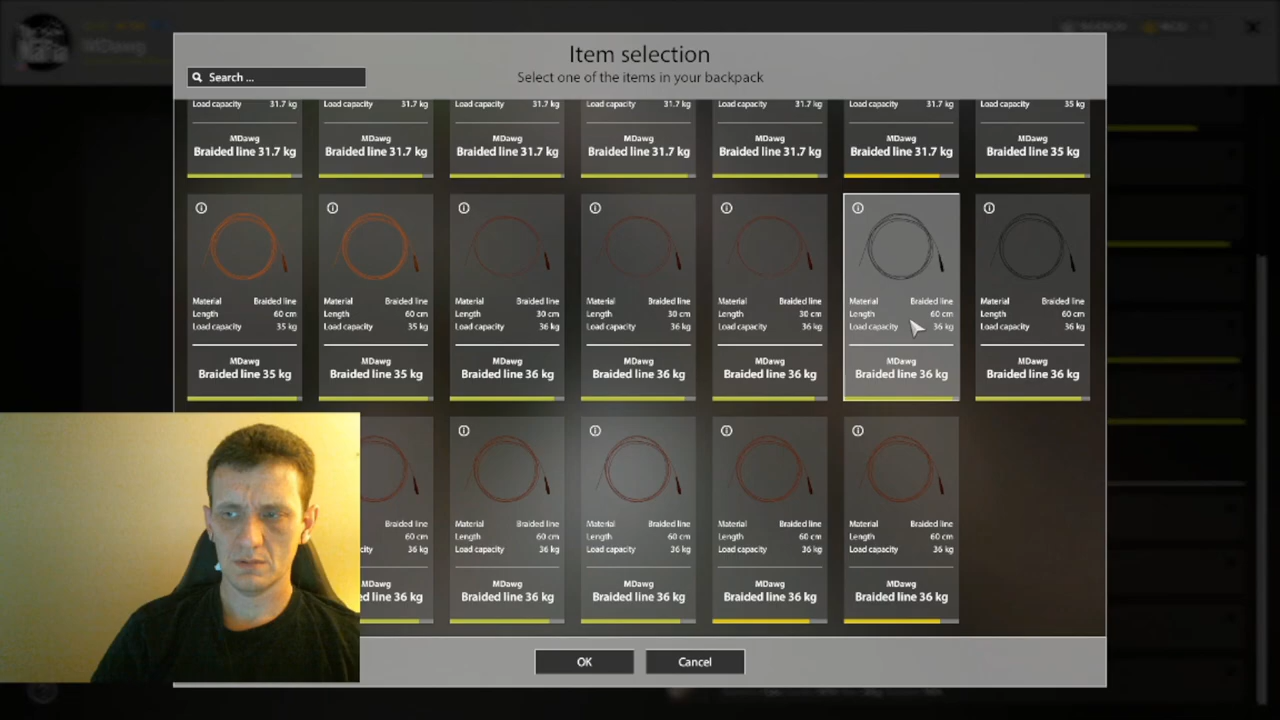 MDawg
Item selection
Search ...
Select one of the items in your backpack
Load capacity 31.7 kg Load capacity 31.7 kg Load capacity 31.7 kg Load capacity 31.7 kg Load capacity 31.7 kg Load capacity 31.7 kg Load capacity 35 kg
MDawg MDawg MDawg MDawg MDawg MDawg MDawg
Braided line 31.7 kg Braided line 31.7 kg Braided line 31.7 kg Braided line 31.7 kg Braided line 31.7 kg Braided line 31.7 kg Braided line 35 kg
Material Braided line Material Braided line Material Braided line Material Braided line Material Braided line Material Braided line Material Braided line
Length 60 cm Length 60 cm Length 30 cm Length 30 cm Length 30 cm Length 60 cm Length 60 cm
Load capacity 35 kg Load capacity 35 kg Load capacity 36 kg Load capacity 36 kg Load capacity 36 kg Load capacity 36 kg Load capacity 36 kg
MDawg MDawg MDawg MDawg MDawg MDawg MDawg
Braided line 35 kg Braided line 35 kg Braided line 36 kg Braided line 36 kg Braided line 36 kg Braided line 36 kg Braided line 36 kg
Braided line Material Braided line Material Braided line Material Braided line Material Braided line
60 cm Length 60 cm Length 60 cm Length 60 cm Length 60 cm
36 kg Load capacity 36 kg Load capacity 36 kg Load capacity 36 kg Load capacity 36 kg
MDawg MDawg MDawg MDawg MDawg
Braided line 36 kg Braided line 36 kg Braided line 36 kg Braided line 36 kg Braided line 36 kg
OK Cancel